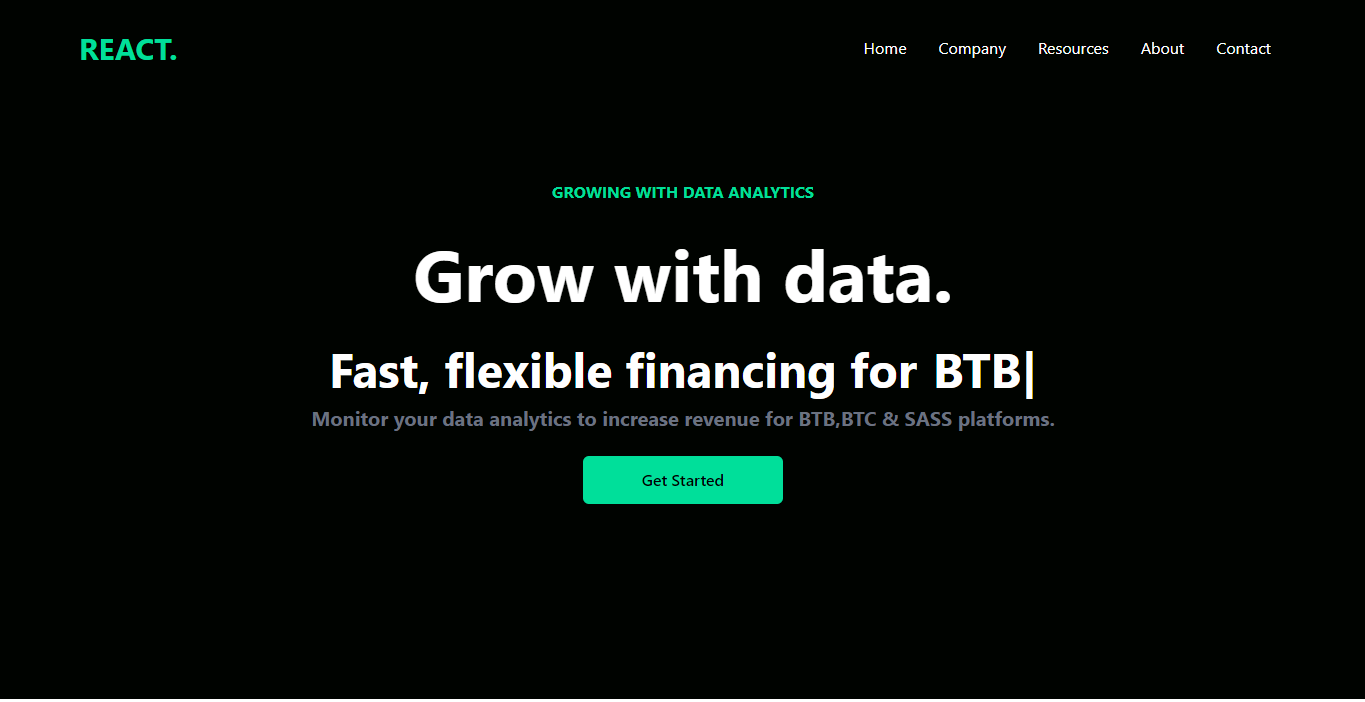 REACT.
Home Company Resources About Contact
GROWING WITH DATA ANALYTICS
Grow with data.
Fast, flexible financing for BTB|
Monitor your data analytics to increase revenue for BTB,BTC & SASS platforms.
Get Started